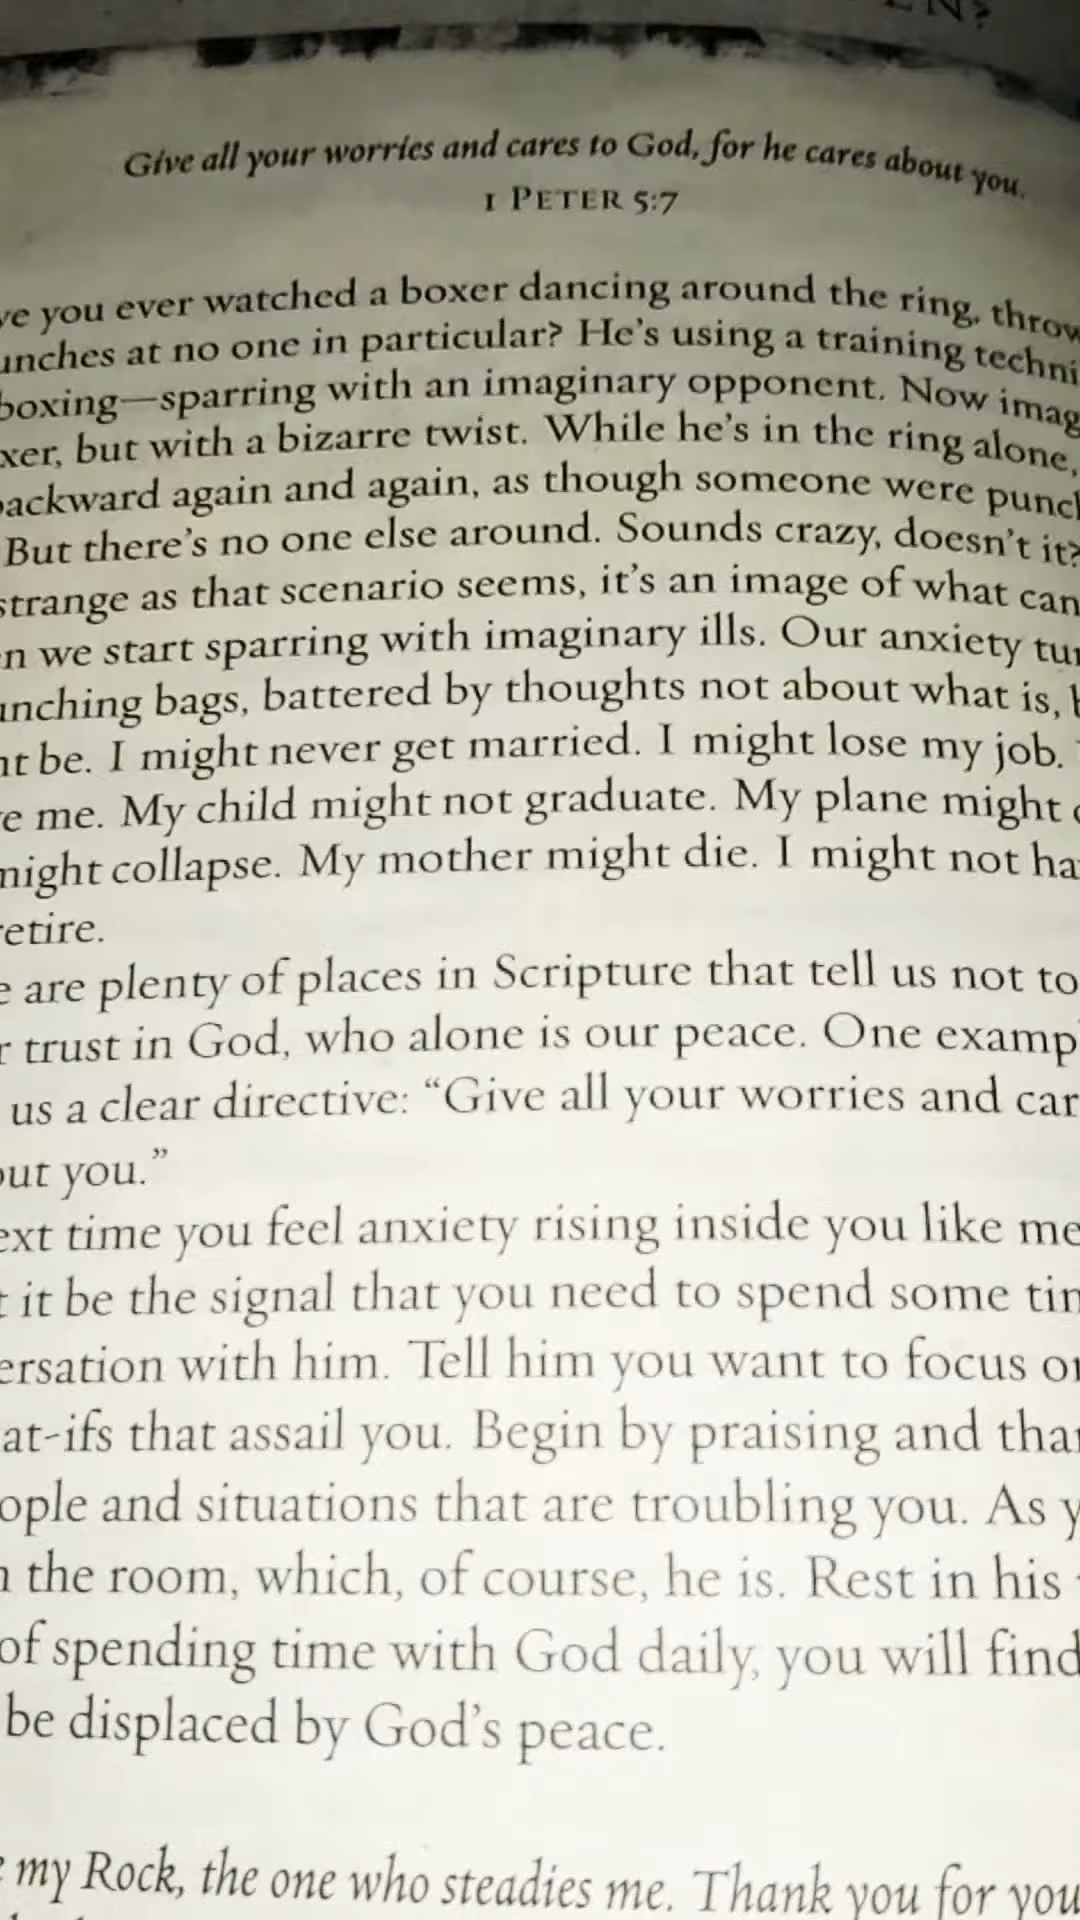 Give all your worries and cares to God, for he cares about you.
1 PETER 5:7
you ever watched a boxer dancing around the ring, throw
at no one in particular? He's using a training techni
boxing—sparring with an imaginary opponent. Now imag
xer, but with a bizarre twist. While he's in the ring alone,
ackward again and again, as though someone were punch
But there's no one else around. Sounds crazy, doesn't it?
strange as that scenario seems, it's an image of what can
n we start sparring with imaginary ills. Our anxiety tur
unching bags, battered by thoughts not about what is, b
ht be. I might never get married. I might lose my job.
e me. My child might not graduate. My plane might
might collapse. My mother might die. I might not ha
retire.
e are plenty of places in Scripture that tell us not to
r trust in God, who alone is our peace. One examp
us a clear directive: “Give all your worries and car
out you.”
ext time you feel anxiety rising inside you like me
t it be the signal that you need to spend some tim
ersation with him. Tell him you want to focus on
at-ifs that assail you. Begin by praising and than
ople and situations that are troubling you. As y
n the room, which, of course, he is. Rest in his
of spending time with God daily, you will find
be displaced by God's peace.
my Rock, the one who steadies me. Thank you for you